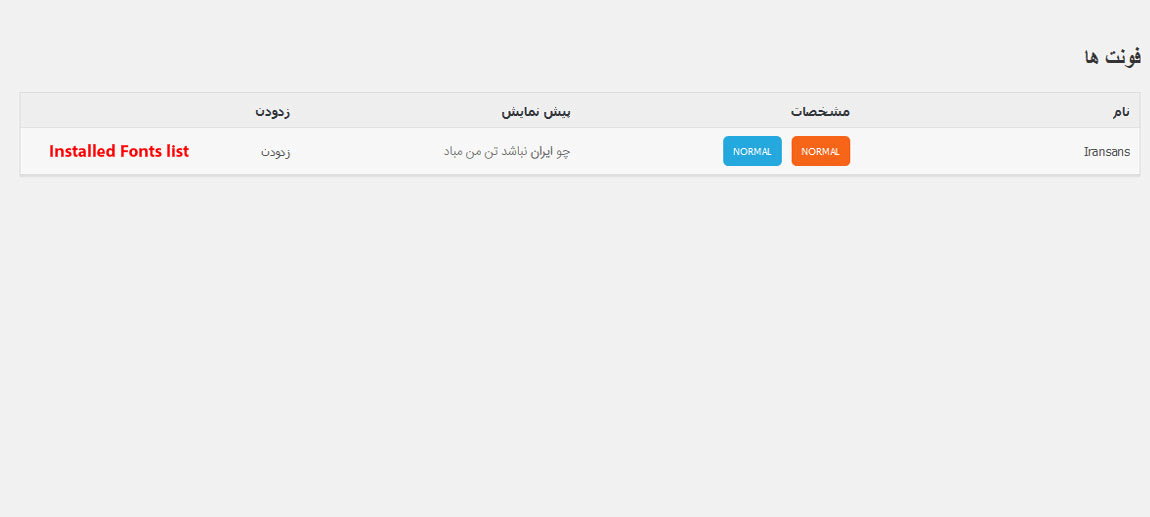 فونت ها
نام مشخصات پیش نمایش زدودن
Iransans NORMAL NORMAL چو ایران نباشد تن من مباد زدودن Installed Fonts list